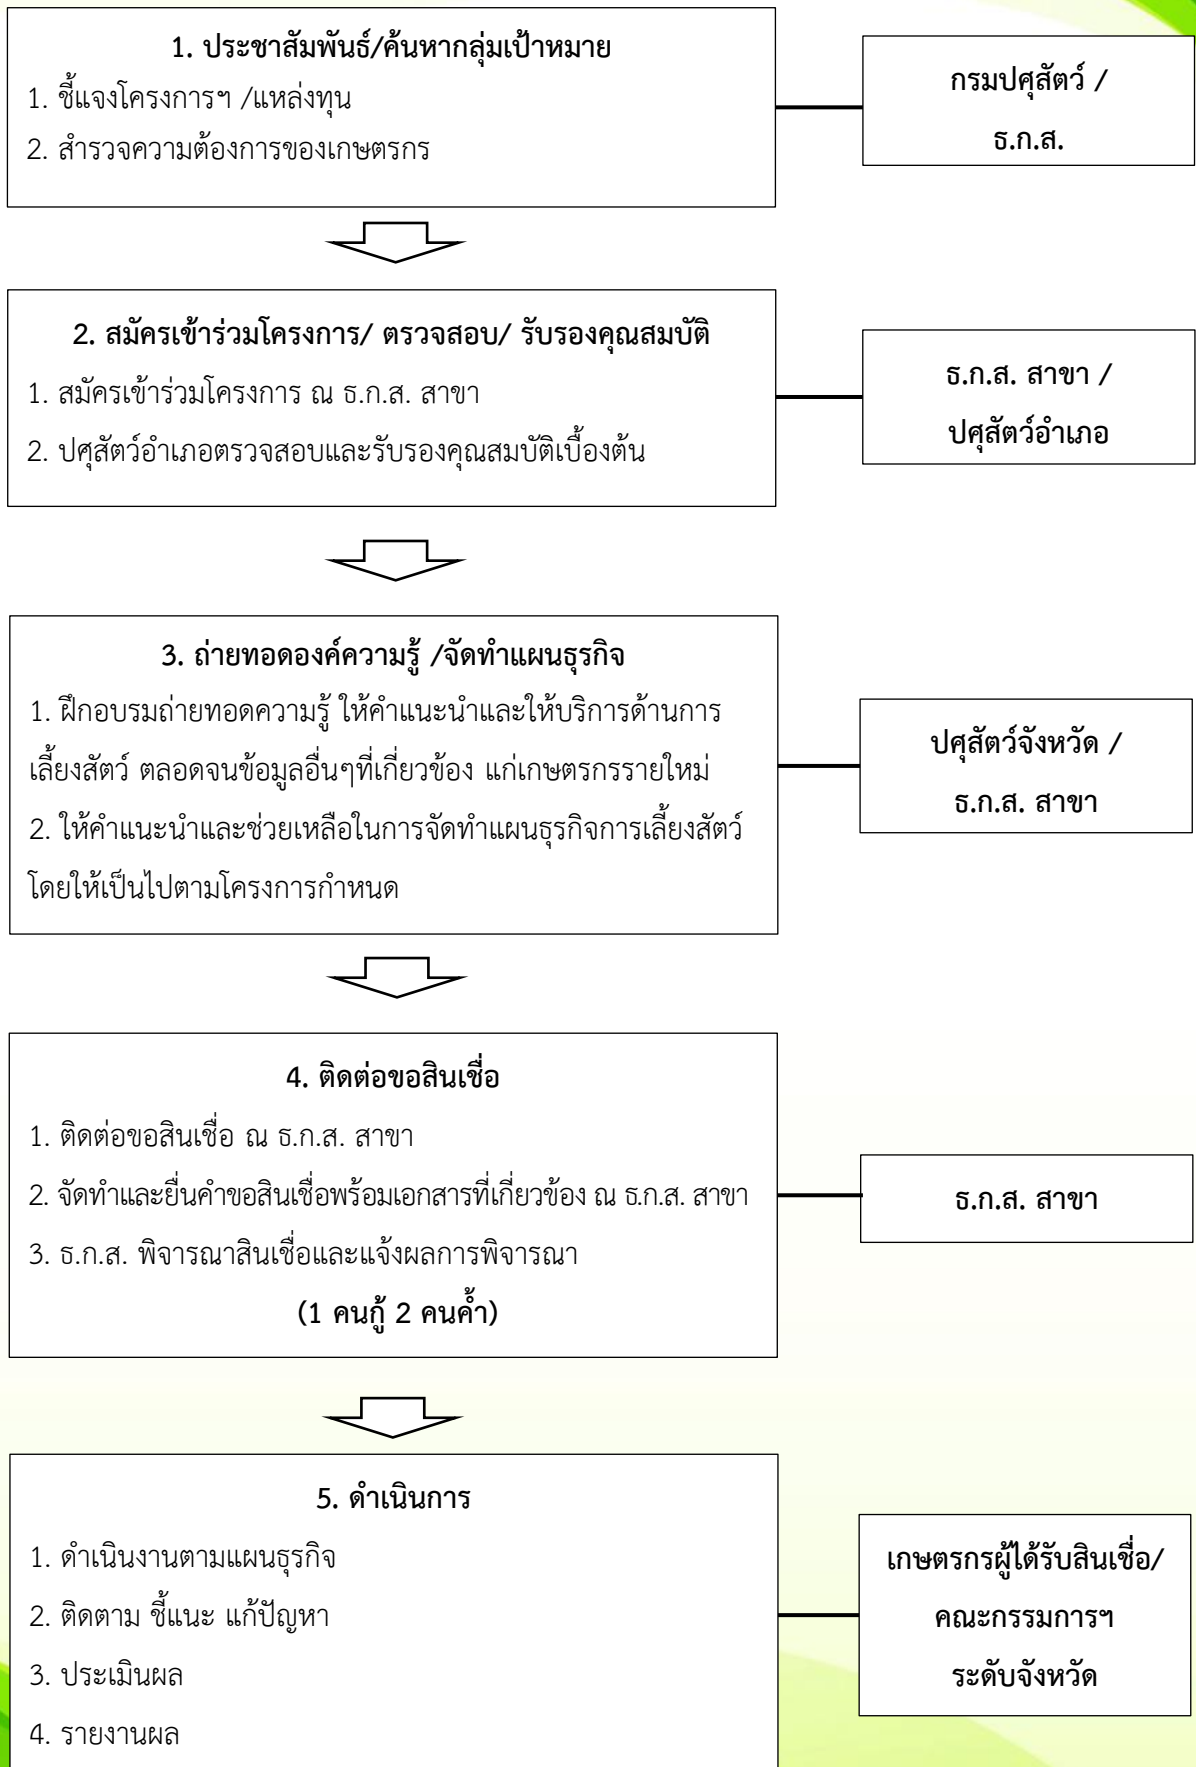 1. ประชาสัมพันธ์/ค้นหากลุ่มเป้าหมาย
1. ชี้แจงโครงการฯ /แหล่งทุน
2. สำรวจความต้องการของเกษตรกร
กรมปศุสัตว์ /
ธ.ก.ส.
2. สมัครเข้าร่วมโครงการ/ ตรวจสอบ/ รับรองคุณสมบัติ
1. สมัครเข้าร่วมโครงการ ณ ธ.ก.ส. สาขา
2. ปศุสัตว์อำเภอตรวจสอบและรับรองคุณสมบัติเบื้องต้น
ธ.ก.ส. สาขา /
ปศุสัตว์อำเภอ
3. ถ่ายทอดองค์ความรู้ /จัดทำแผนธุรกิจ
1. ฝึกอบรมถ่ายทอดความรู้ ให้คำแนะนำและให้บริการด้านการ
เลี้ยงสัตว์ ตลอดจนข้อมูลอื่นๆที่เกี่ยวข้อง แก่เกษตรกรรายใหม่
2. ให้คำแนะนำและช่วยเหลือในการจัดทำแผนธุรกิจการเลี้ยงสัตว์
โดยให้เป็นไปตามโครงการกำหนด
ปศุสัตว์จังหวัด /
ธ.ก.ส. สาขา
4. ติดต่อขอสินเชื่อ
1. ติดต่อขอสินเชื่อ ณ ธ.ก.ส. สาขา
2. จัดทำและยื่นคำขอสินเชื่อพร้อมเอกสารที่เกี่ยวข้อง ณ ธ.ก.ส. สาขา
3. ธ.ก.ส. พิจารณาสินเชื่อและแจ้งผลการพิจารณา
(1 คนกู้ 2 คนค้ำ)
ธ.ก.ส. สาขา
5. ดำเนินการ
1. ดำเนินงานตามแผนธุรกิจ
2. ติดตาม ชี้แนะ แก้ปัญหา
3. ประเมินผล
4. รายงานผล
เกษตรกรผู้ได้รับสินเชื่อ/
คณะกรรมการฯ
ระดับจังหวัด